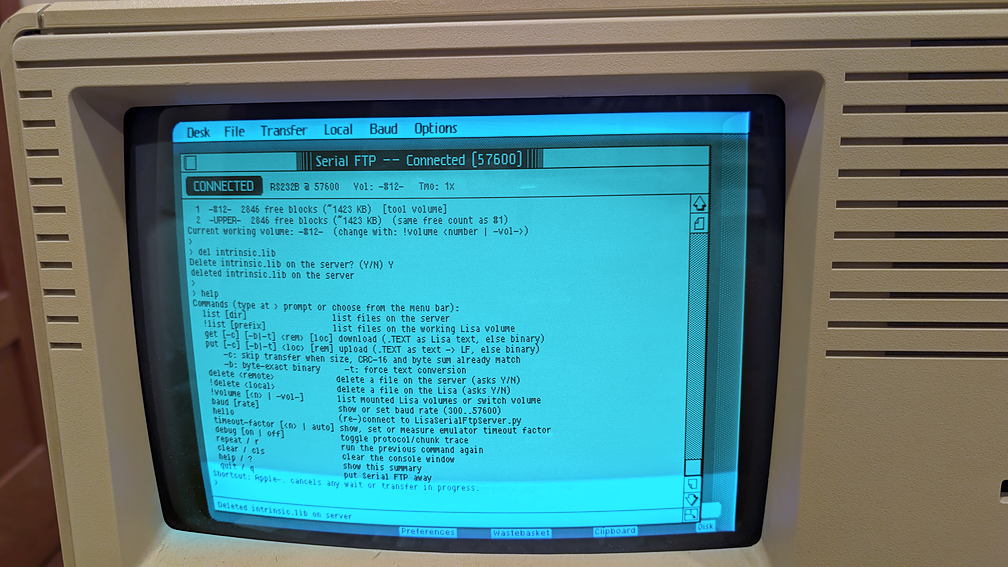 Desk File Transfer Local Baud Options
Serial FTP -- Connected [57600]
CONNECTED RS232B @ 57600 Vol: -#12- Tmo: 1x
1 -#12- 2846 free blocks (~1423 KB) [tool volume]
2 -UPPER- 2846 free blocks (~1423 KB) (same free count as #1)
Current working volume: -#12- (change with: !volume <number | -vol->)
>
> del intrinsic.lib
Delete intrinsic.lib on the server? (Y/N) Y
deleted intrinsic.lib on the server
>
> help
Commands (type at > prompt or choose from the menu bar):
list [dir] list files on the server
!list [prefix] list files on the working Lisa volume
get [-c] [-b|-t] <rem> [loc] download (.TEXT as Lisa text, else binary)
put [-c] [-b|-t] <loc> [rem] upload (.TEXT as text -> LF, else binary)
-c: skip transfer when size, CRC-16 and byte sum already match
-b: byte-exact binary -t: force text conversion
delete <remote> delete a file on the server (asks Y/N)
!delete <local> delete a file on the Lisa (asks Y/N)
!volume [<n> | -vol-] list mounted Lisa volumes or switch volume
baud [rate] show or set baud rate (300..57600)
hello (re-)connect to LisaSerialFtpServer.py
timeout-factor [<n> | auto] show, set or measure emulator timeout factor
debug [on | off] toggle protocol/chunk trace
repeat / r run the previous command again
clear / cls clear the console window
help / ? show this summary
quit / q put Serial FTP away
Shortcut: Apple-. cancels any wait or transfer in progress.
>
Deleted intrinsic.lib on server
Preferences Wastebasket Clipboard Disk